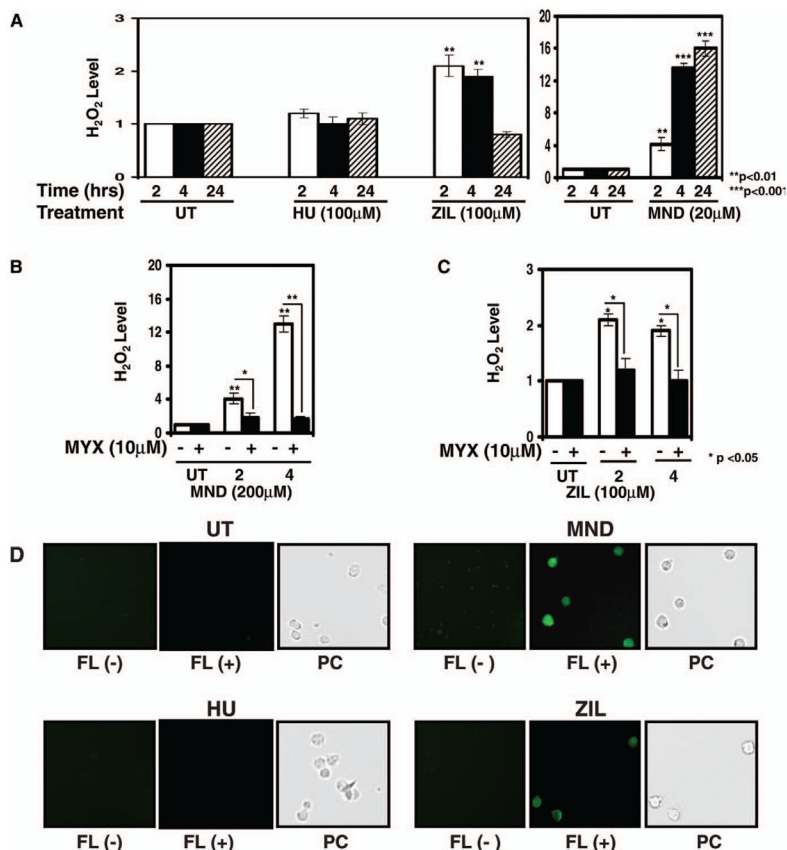 A
H2O2 Level
3
2
1
0
** **
20
16
12
8
4
0
** *** ***
**p<0.01
***p<0.001
Time (hrs) 2 4 24 2 4 24 2 4 24 2 4 24 2 4 24
Treatment UT HU (100μM) ZIL (100μM) UT MND (20μM)
B
H2O2 Level
20
16
12
8
4
0
** * ** **
MYX (10μM) - + - + - +
UT 2 4
MND (200μM)
C
H2O2 Level
3
2
1
0
* * * *
MYX (10μM) - + - + - +
* p <0.05
UT 2 4
ZIL (100μM)
D
UT MND
FL (-) FL (+) PC FL (-) FL (+) PC
HU ZIL
FL (-) FL (+) PC FL (-) FL (+) PC